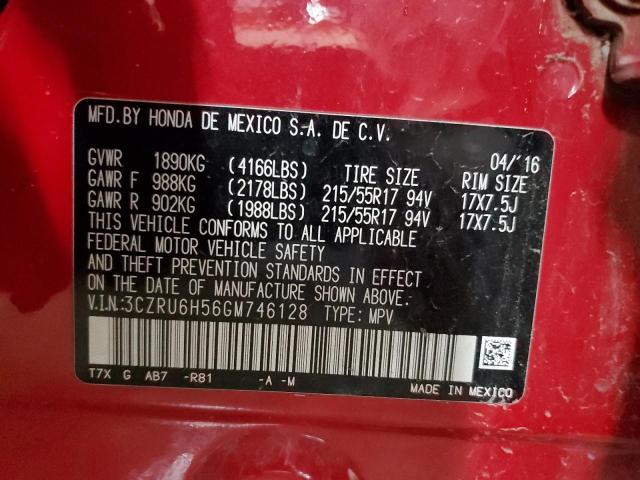 MFD.BY HONDA DE MEXICO S.A. DE C.V.
04/'16
GVWR 1890KG (4166LBS) TIRE SIZE RIM SIZE
GAWR F 988KG (2178LBS) 215/55R17 94V 17X7.5J
GAWR R 902KG (1988LBS) 215/55R17 94V 17X7.5J
THIS VEHICLE CONFORMS TO ALL APPLICABLE
FEDERAL MOTOR VEHICLE SAFETY
AND THEFT PREVENTION STANDARDS IN EFFECT
ON THE DATE OF MANUFACTURE SHOWN ABOVE.
V.I.N.:3CZRU6H56GM746128 TYPE: MPV
T7X G AB7 -R81 -A -M
MADE IN MEXICO